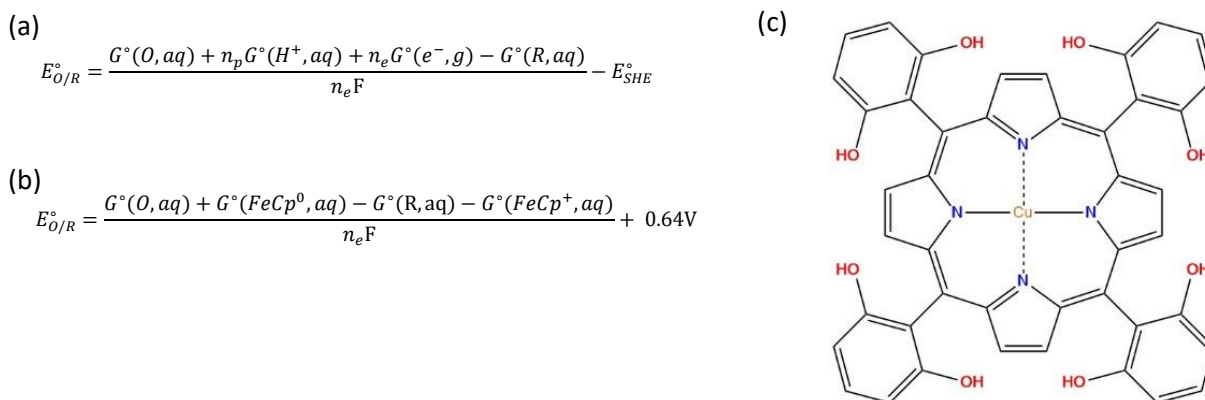 (a)
E°O/R = G°(O, aq) + npG°(H+, aq) + neG°(e−, g) − G°(R, aq) / neF − E°SHE
(b)
E°O/R = G°(O, aq) + G°(FeCp0, aq) − G°(R, aq) − G°(FeCp+, aq) / neF + 0.64V
(c)
OH HO
HO OH
N
N Cu N
N
HO OH
OH HO